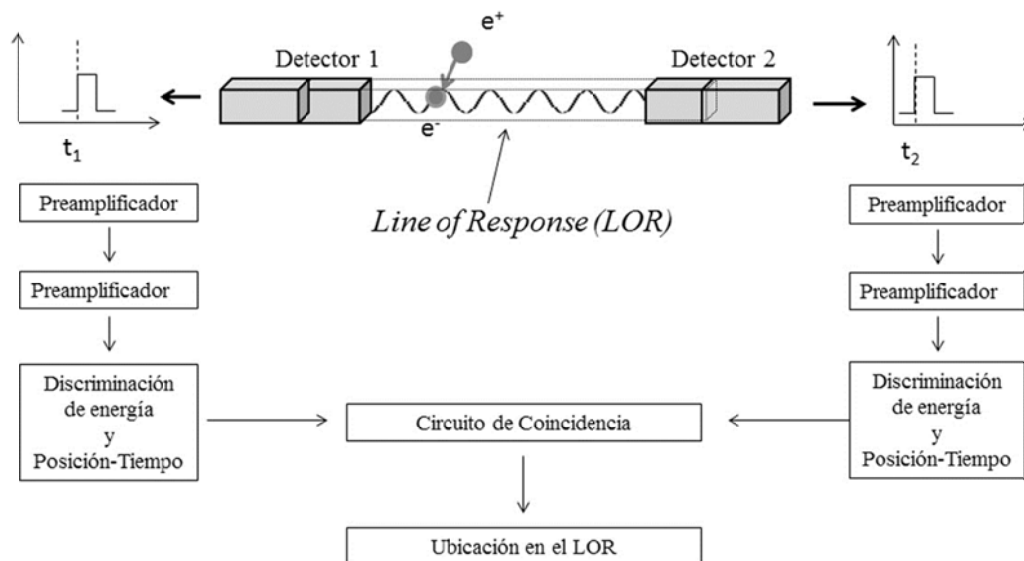 e+
Detector 1
Detector 2
e-
t1
t2
Line of Response (LOR)
Preamplificador
Preamplificador
Preamplificador
Preamplificador
Discriminación
de energía
y
Posición-Tiempo
Circuito de Coincidencia
Discriminación
de energía
y
Posición-Tiempo
Ubicación en el LOR